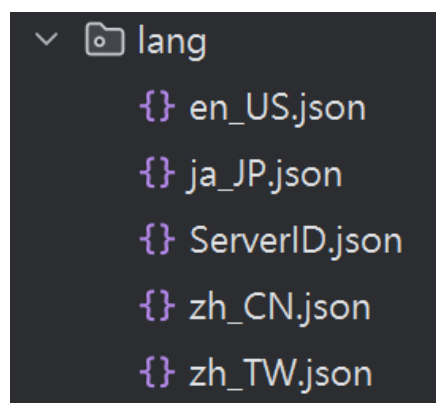 lang
{} en_US.json
{} ja_JP.json
{} ServerID.json
{} zh_CN.json
{} zh_TW.json